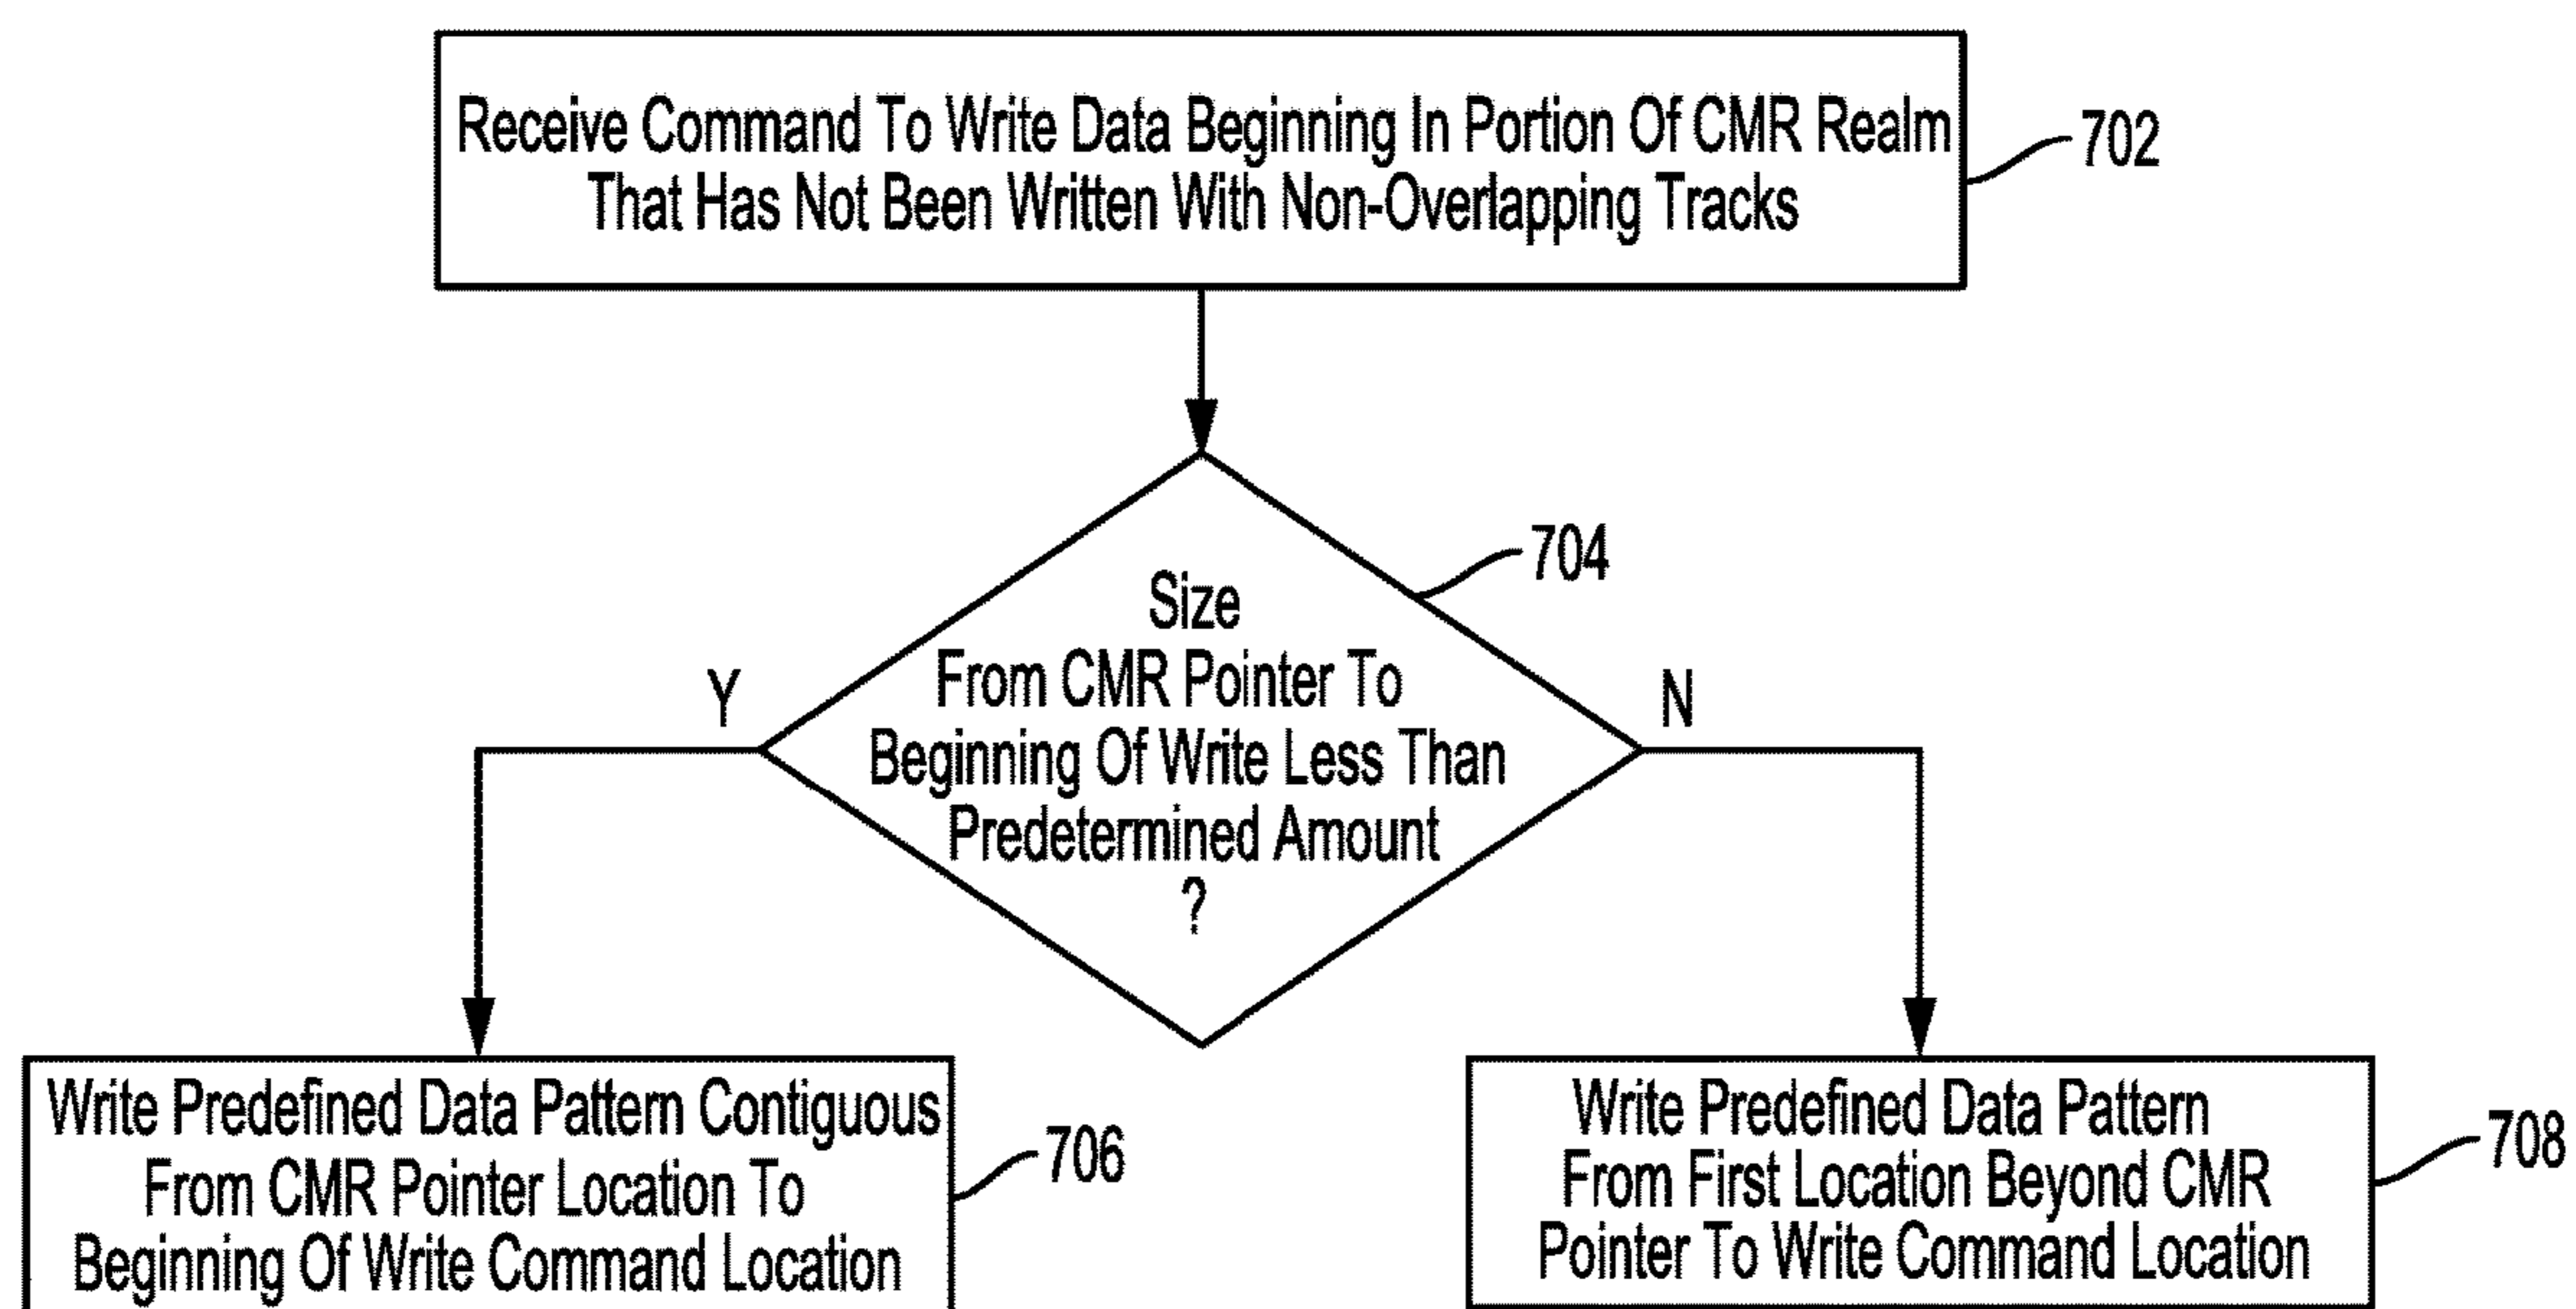 Receive Command To Write Data Beginning In Portion Of CMR Realm
That Has Not Been Written With Non-Overlapping Tracks
702
704
Size
From CMR Pointer To
Beginning Of Write Less Than
Predetermined Amount
?
Y
N
Write Predefined Data Pattern Contiguous
From CMR Pointer Location To
Beginning Of Write Command Location
706
Write Predefined Data Pattern
From First Location Beyond CMR
Pointer To Write Command Location
708